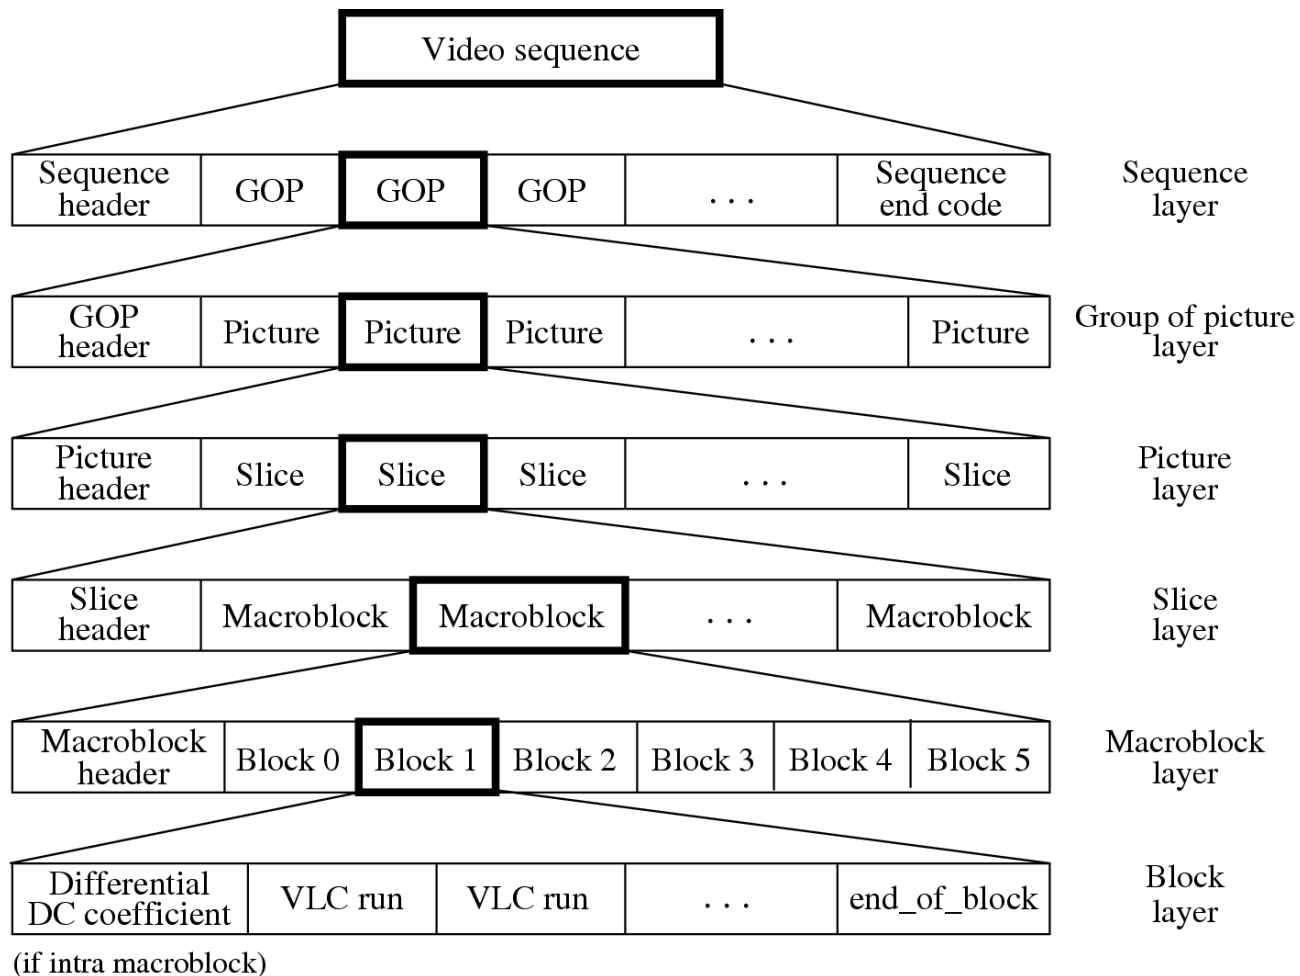 Video sequence
Sequence header GOP GOP GOP . . . Sequence end code Sequence layer
GOP header Picture Picture Picture . . . Picture Group of picture layer
Picture header Slice Slice Slice . . . Slice Picture layer
Slice header Macroblock Macroblock . . . Macroblock Slice layer
Macroblock header Block 0 Block 1 Block 2 Block 3 Block 4 Block 5 Macroblock layer
Differential DC coefficient VLC run VLC run . . . end_of_block Block layer
(if intra macroblock)